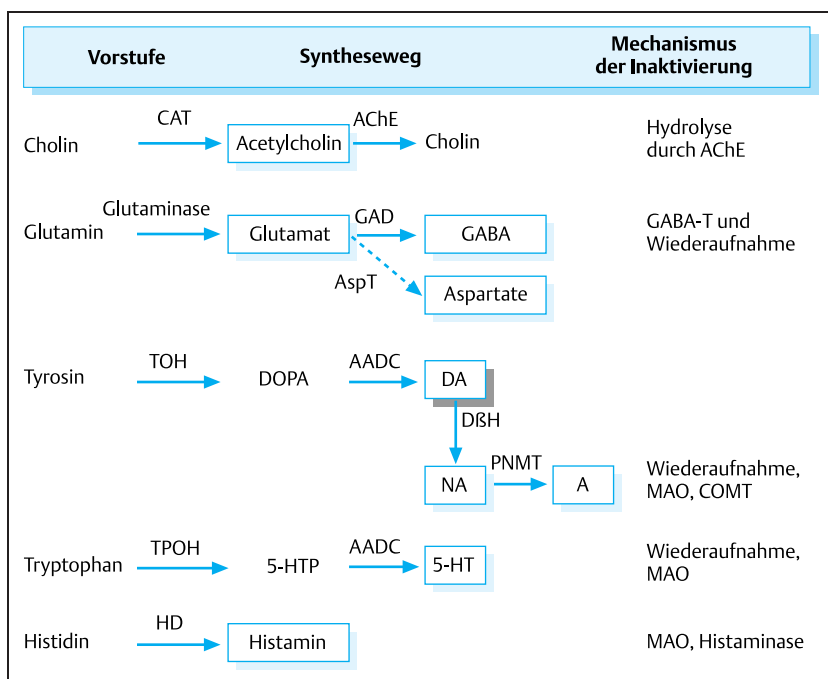 Vorstufe
Syntheseweg
Mechanismus
der Inaktivierung
CAT
AChE
Cholin
Acetylcholin
Cholin
Hydrolyse
durch AChE
Glutaminase
GAD
Glutamin
Glutamat
GABA
GABA-T und
Wiederaufnahme
AspT
Aspartate
TOH
AADC
Tyrosin
DOPA
DA
DßH
PNMT
NA
A
Wiederaufnahme,
MAO, COMT
TPOH
AADC
Tryptophan
5-HTP
5-HT
Wiederaufnahme,
MAO
HD
Histidin
Histamin
MAO, Histaminase